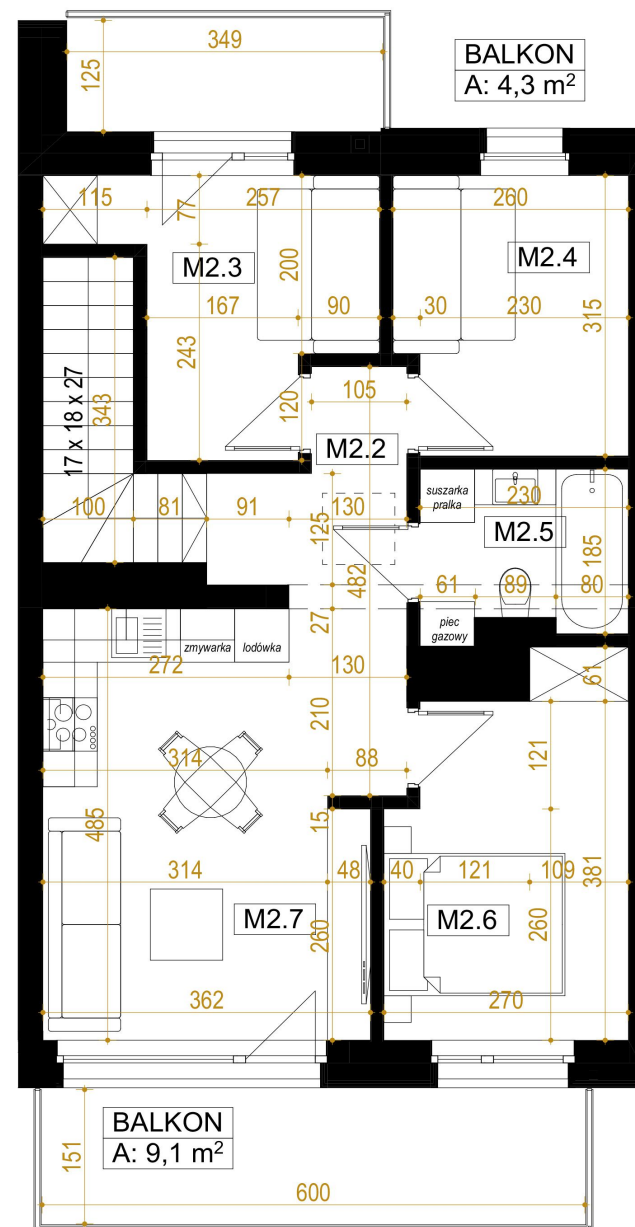 349
BALKON
A: 4,3 m²
125
115
77
257
260
M2.3
M2.4
200
167
90
30
230
315
243
17 x 18 x 27
343
120
105
M2.2
suszarka
pralka
230
100
81
91
130
125
M2.5
185
482
61
89
80
27
piec
gazowy
zmywarka
lodówka
272
130
61
210
121
314
88
485
15
314
48
40
121
109
381
M2.7
M2.6
260
260
362
270
BALKON
A: 9,1 m²
151
600